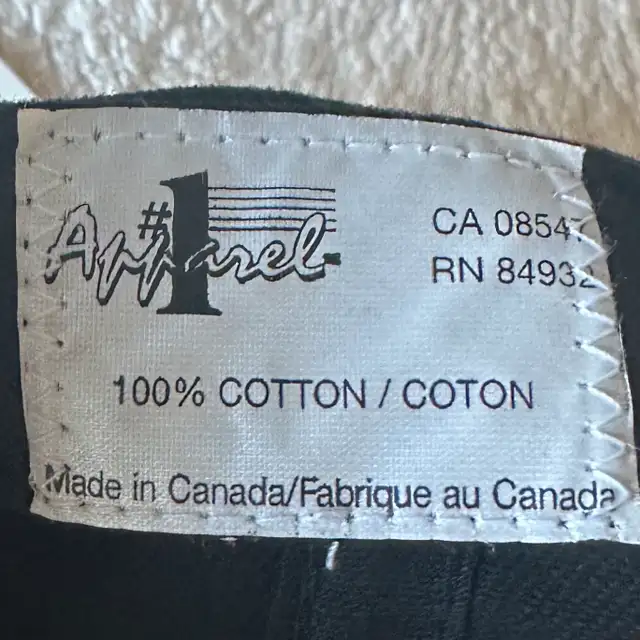 #1 Apparel
CA 08547
RN 84932
100% COTTON / COTON
Made in Canada/Fabrique au Canada